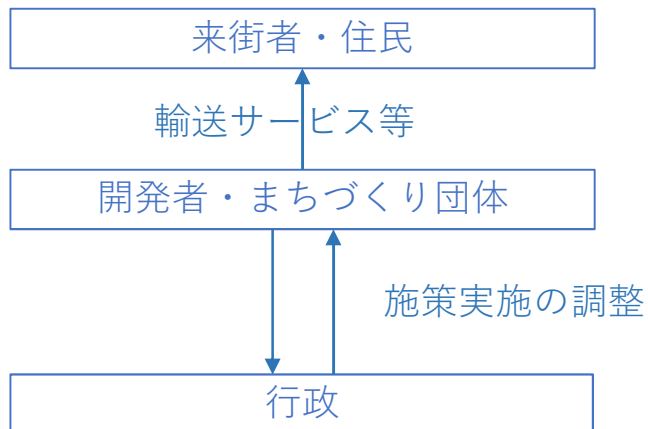 来街者・住民
輸送サービス等
開発者・まちづくり団体
施策実施の調整
行政